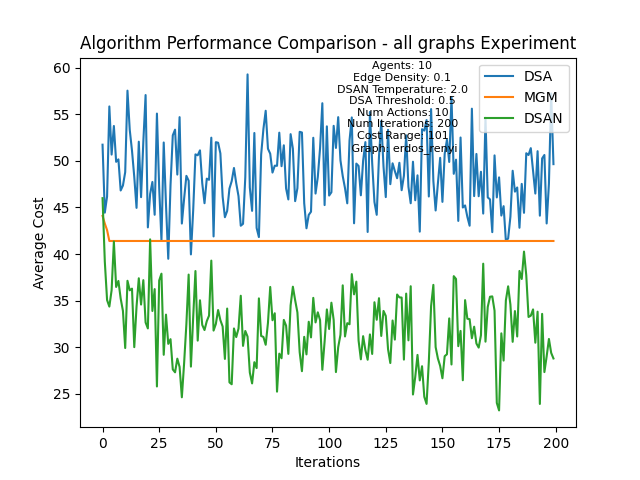 Algorithm Performance Comparison - all graphs Experiment
Agents: 10
Edge Density: 0.1
DSAN Temperature: 2.0
DSA Threshold: 0.5
Num Actions: 10
Num Iterations: 200
Cost Range: 101
Graph: erdos_renyi
DSA
MGM
DSAN
Average Cost
60
55
50
45
40
35
30
25
0
25
50
75
100
125
150
175
200
Iterations